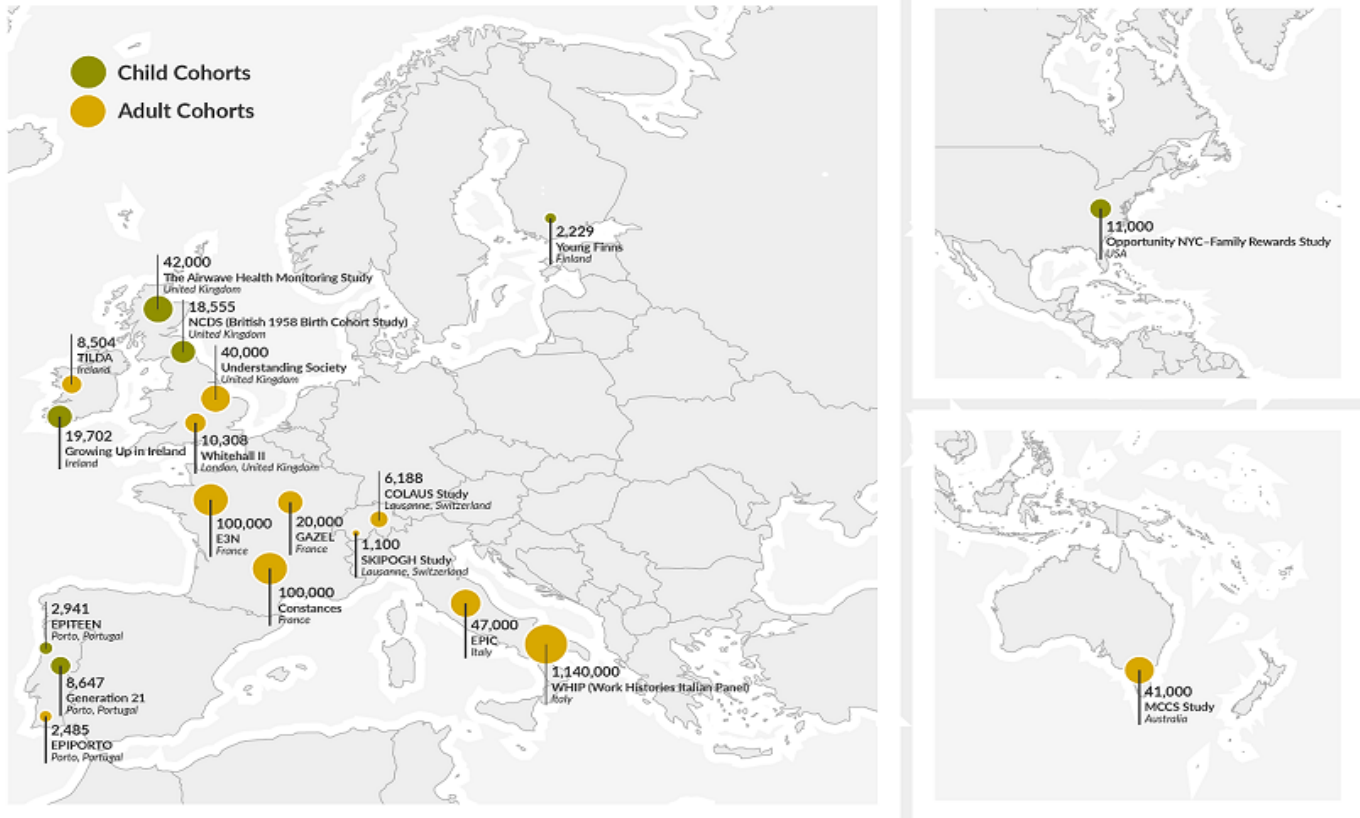 Child Cohorts
Adult Cohorts
2,229
Young Finns
Finland
42,000
The Airwave Health Monitoring Study
United Kingdom
18,555
NCDS (British 1958 Birth Cohort Study)
United Kingdom
8,504
TILDA
Ireland
40,000
Understanding Society
United Kingdom
19,702
Growing Up in Ireland
Ireland
10,308
Whitehall II
London, United Kingdom
6,188
COLAUS Study
Lausanne, Switzerland
100,000
E3N
France
20,000
GAZEL
France
1,100
SKIPOGH Study
Lausanne, Switzerland
100,000
Constances
France
2,941
EPITEEN
Porto, Portugal
47,000
EPIC
Italy
1,140,000
WHIP (Work Histories Italian Panel)
Italy
8,647
Generation 21
Porto, Portugal
2,485
EPIPORTO
Porto, Portugal
11,000
Opportunity NYC–Family Rewards Study
USA
41,000
MCCS Study
Australia